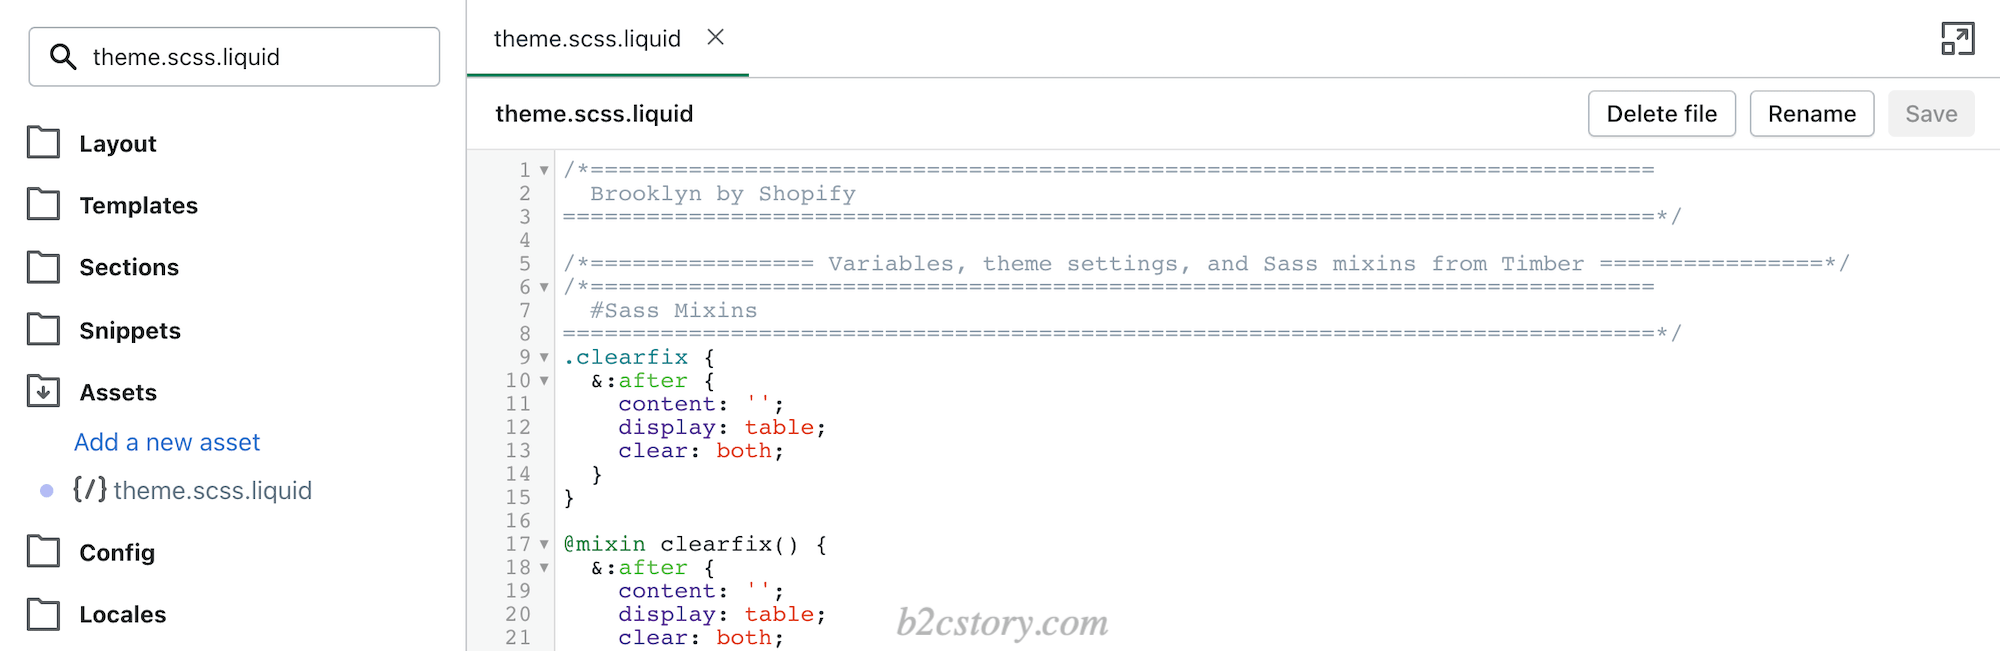 theme.scss.liquid
Layout
Templates
Sections
Snippets
Assets
Add a new asset
{/} theme.scss.liquid
Config
Locales
theme.scss.liquid ×
theme.scss.liquid
Delete file
Rename
Save
1 /*============================================================================
2   Brooklyn by Shopify
3 ==============================================================================*/
4
5 /*================ Variables, theme settings, and Sass mixins from Timber ================*/
6 /*============================================================================
7   #Sass Mixins
8 ==============================================================================*/
9 .clearfix {
10   &:after {
11     content: '';
12     display: table;
13     clear: both;
14   }
15 }
16
17 @mixin clearfix() {
18   &:after {
19     content: '';
20     display: table;
21     clear: both;
b2cstory.com